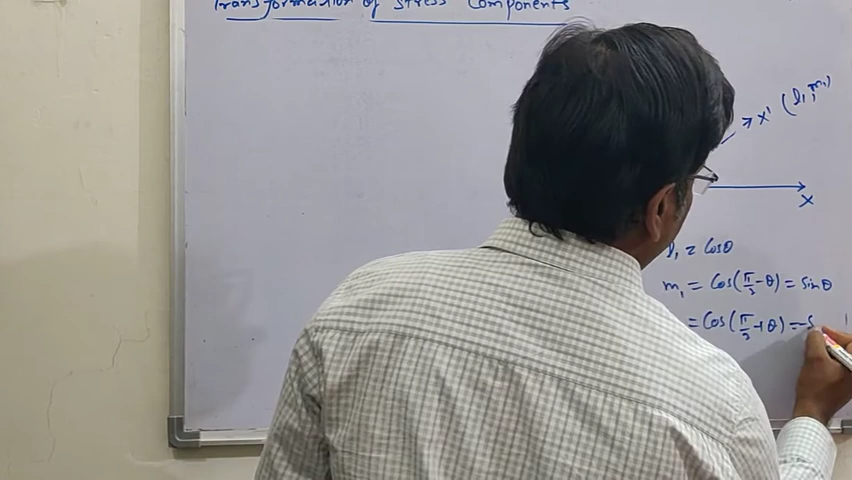 Transformation of Stress Components
x' (l₁, m₁)
x
l₁ = Cosθ
m₁ = Cos(π/2 - θ) = Sinθ
= Cos(π/2 + θ) = -S